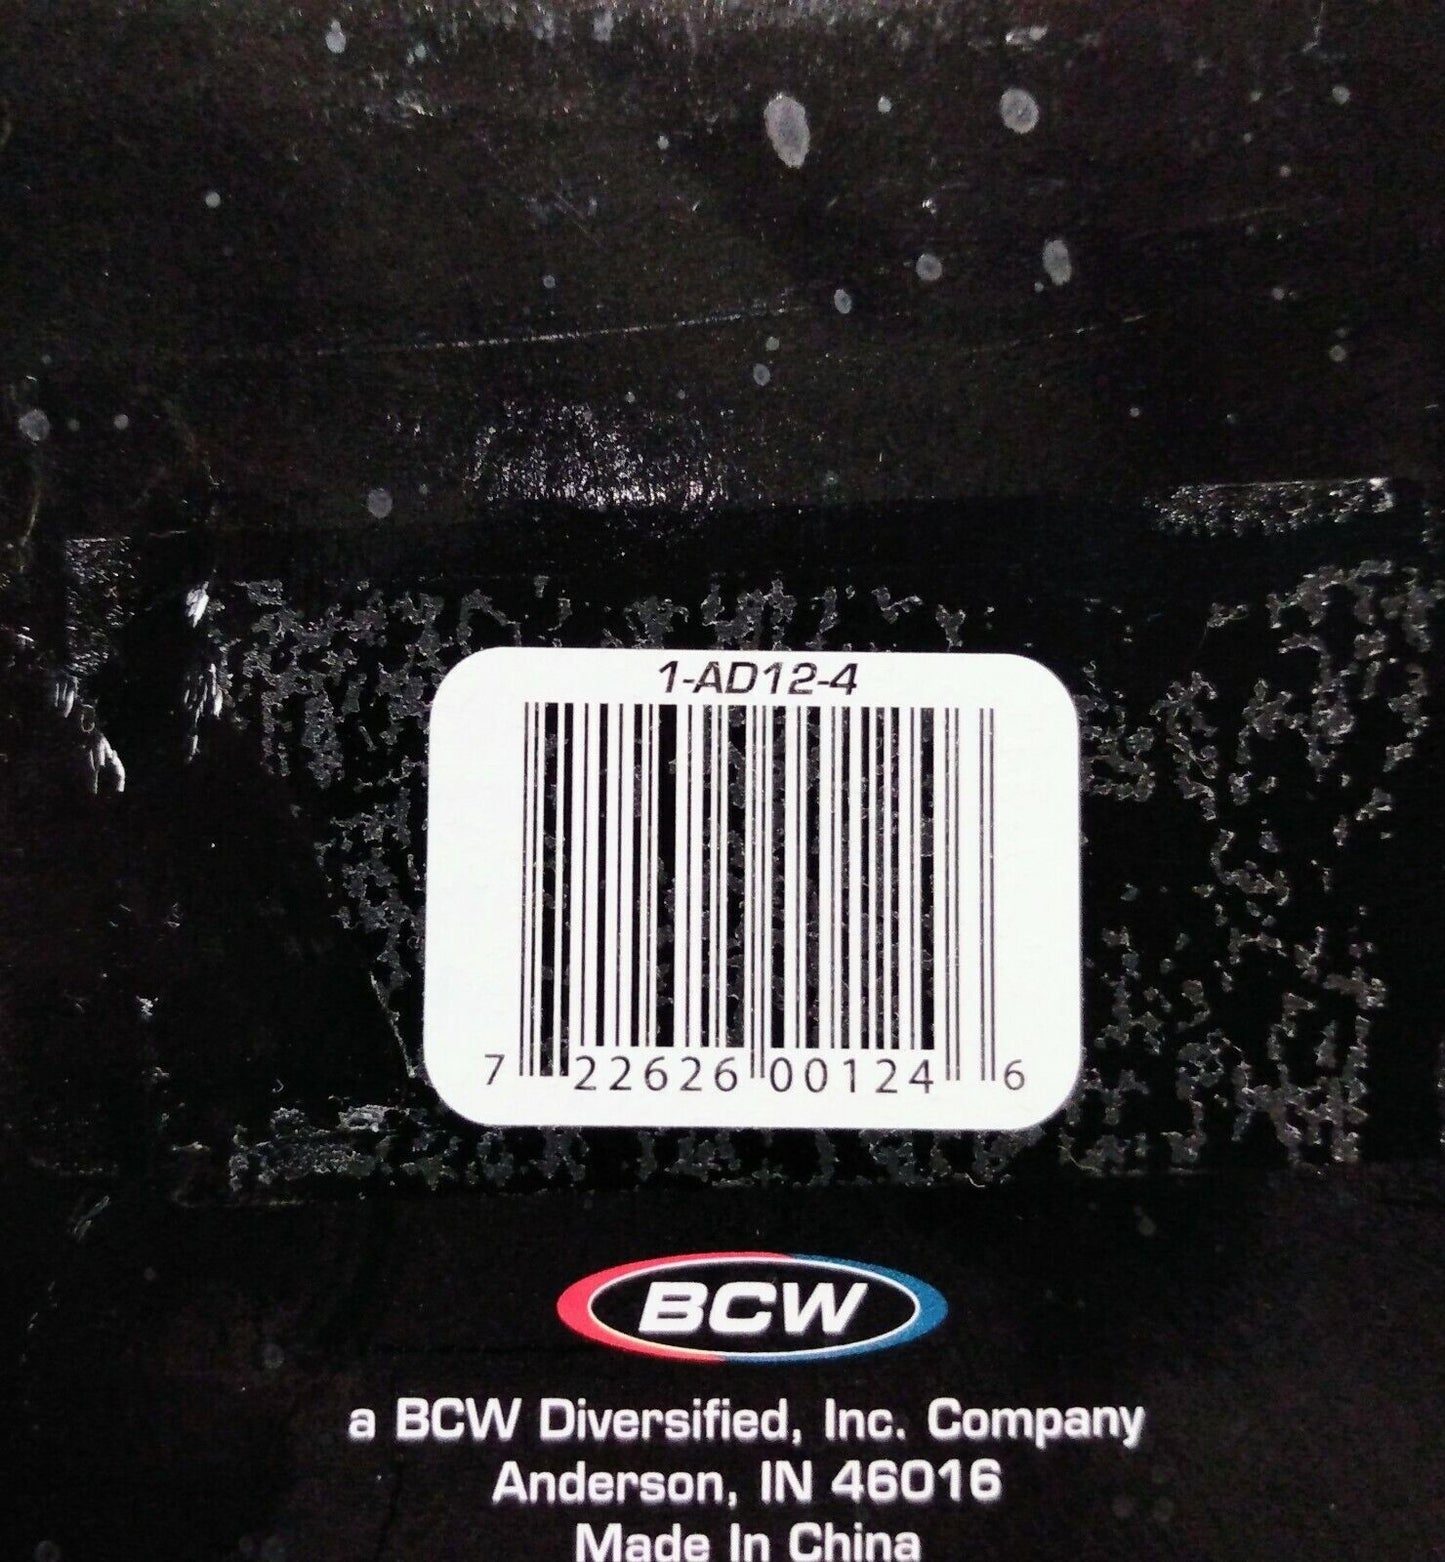 1-AD12-4
7 22626 00124 6
BCW
a BCW Diversified, Inc. Company
Anderson, IN 46016
Made In China